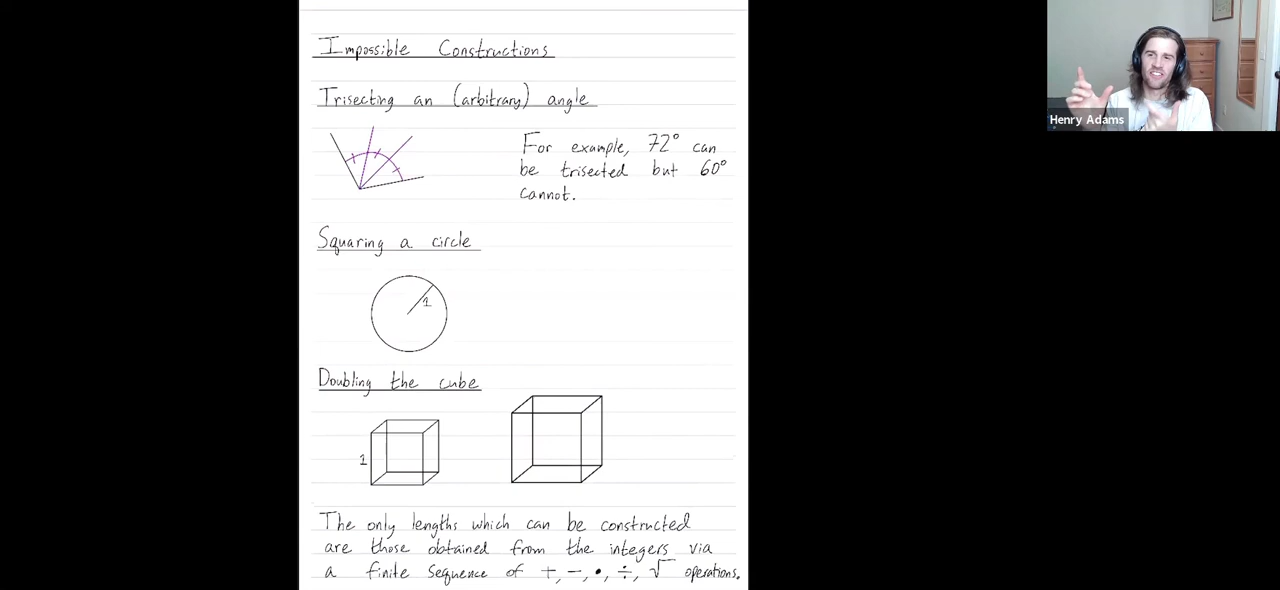 Impossible Constructions
Trisecting an (arbitrary) angle
For example, 72° can
be trisected but 60°
cannot.
Squaring a circle
1
Doubling the cube
1
The only lengths which can be constructed
are those obtained from the integers via
a finite sequence of +, −, •, ÷, √ operations.
Henry Adams